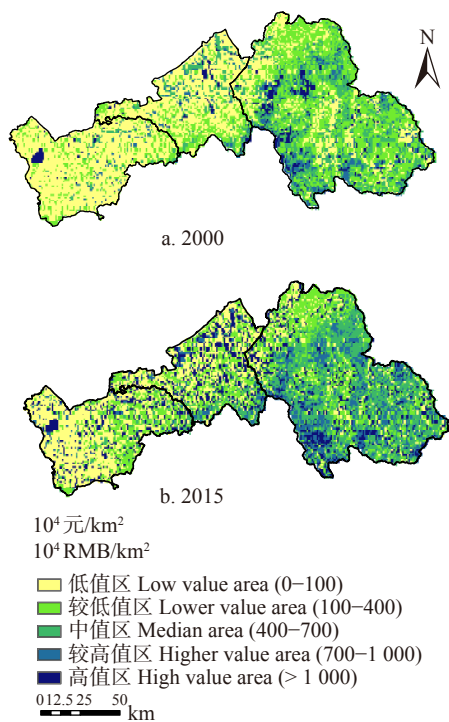 N
a. 2000
b. 2015
10⁴ 元/km²
10⁴ RMB/km²
低值区 Low value area (0−100)
较低值区 Lower value area (100−400)
中值区 Median area (400−700)
较高值区 Higher value area (700−1 000)
高值区 High value area (> 1 000)
0 12.5 25 50
km